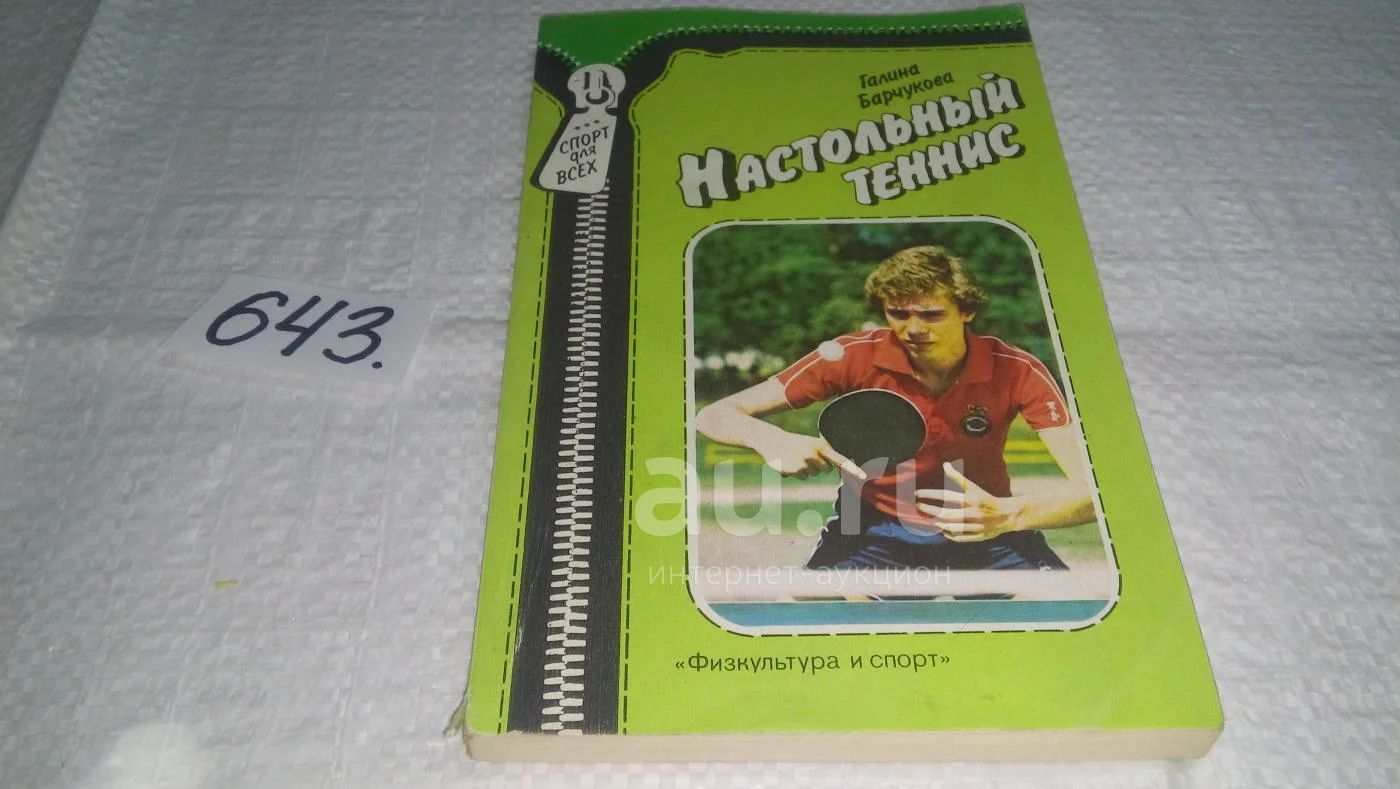 Галина
Барчукова
Настольный
теннис
СПОРТ
для
ВСЕХ
643.
au.ru
интернет-аукцион
«Физкультура и спорт»